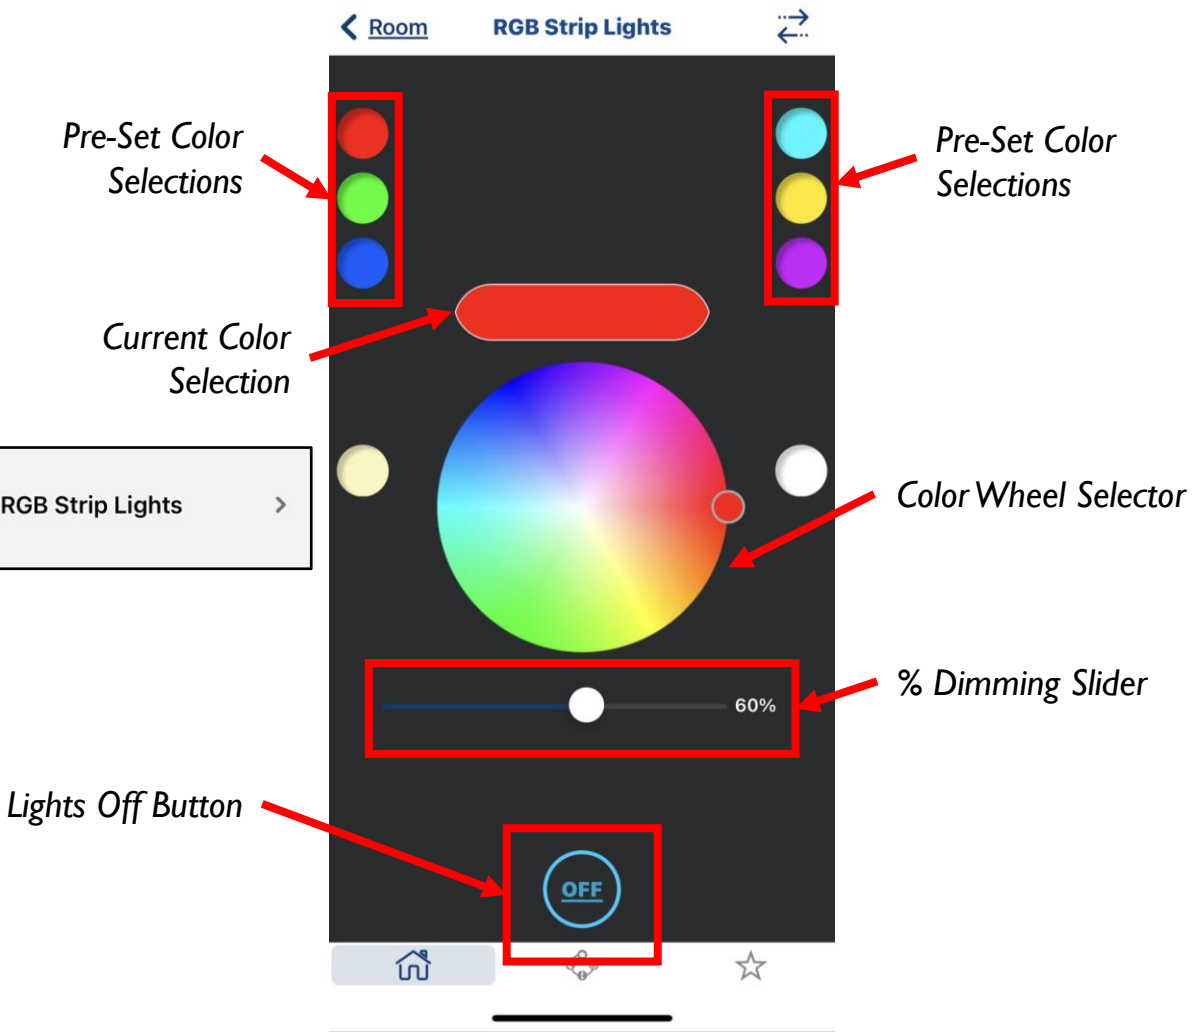 Room
RGB Strip Lights
Pre-Set Color
Selections
Pre-Set Color
Selections
Current Color
Selection
RGB Strip Lights
Color Wheel Selector
% Dimming Slider
60%
Lights Off Button
OFF